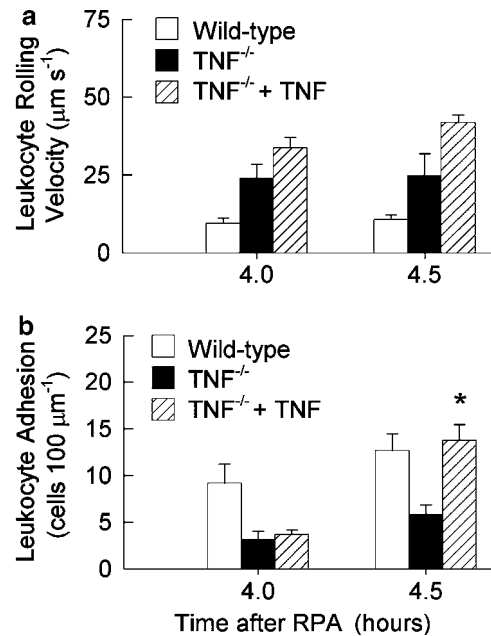 a
Wild-type
TNF⁻/⁻
TNF⁻/⁻ + TNF
Leukocyte Rolling
Velocity (μm s⁻¹)
75
50
25
0
4.0
4.5
b
Wild-type
TNF⁻/⁻
TNF⁻/⁻ + TNF
*
Leukocyte Adhesion
(cells 100 μm⁻¹)
25
20
15
10
5
0
4.0
4.5
Time after RPA (hours)